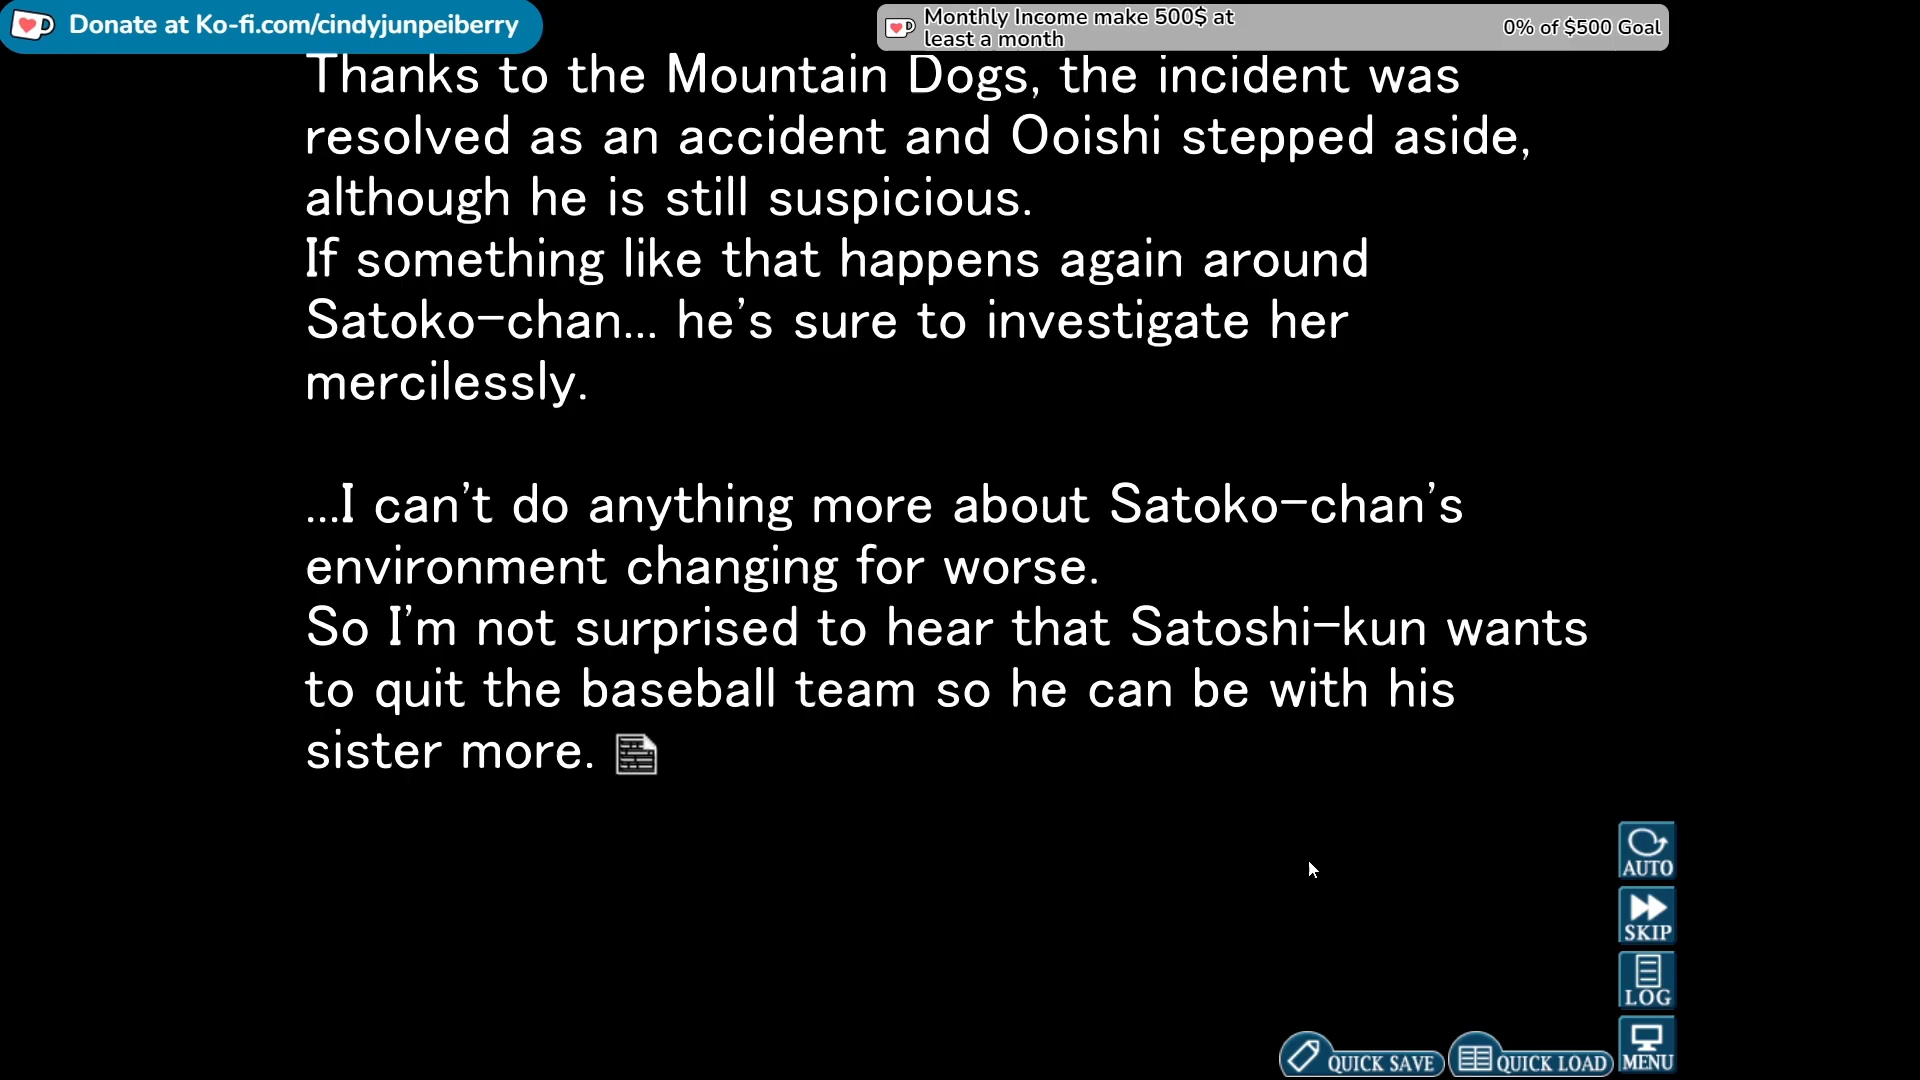 Donate at Ko-fi.com/cindyjunpeiberry
Monthly Income make 500$ at
least a month
0% of $500 Goal
Thanks to the Mountain Dogs, the incident was
resolved as an accident and Ooishi stepped aside,
although he is still suspicious.
If something like that happens again around
Satoko-chan... he's sure to investigate her
mercilessly.
...I can't do anything more about Satoko-chan's
environment changing for worse.
So I'm not surprised to hear that Satoshi-kun wants
to quit the baseball team so he can be with his
sister more.
AUTO
SKIP
LOG
MENU
QUICK SAVE
QUICK LOAD